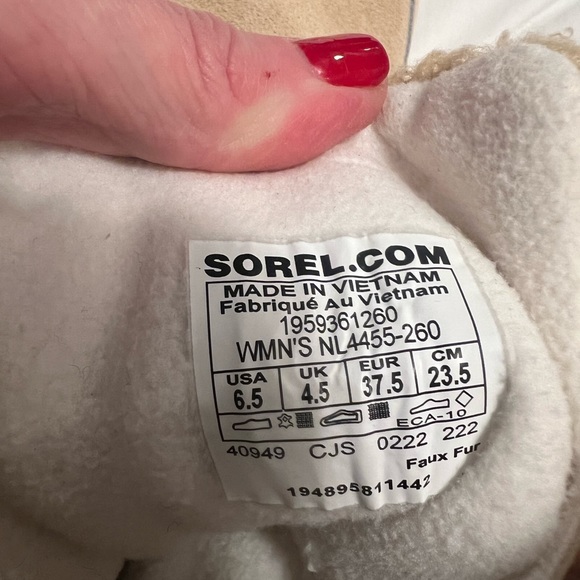 SOREL.COM
MADE IN VIETNAM
Fabriqué Au Vietnam
1959361260
WMN'S NL4455-260
USA UK EUR CM
6.5 4.5 37.5 23.5
ECA-10
40949 CJS 0222 222
Faux Fur
194895811442